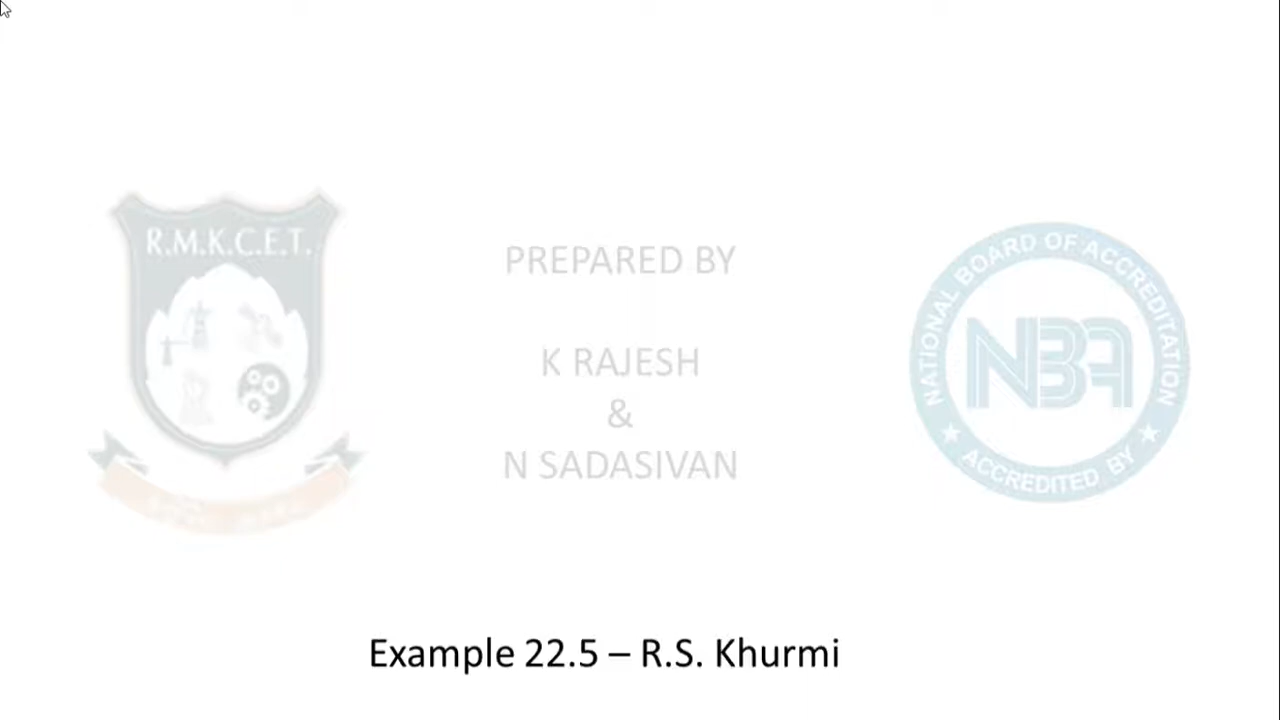 R.M.K.C.E.T.
PREPARED BY
K RAJESH
&
N SADASIVAN
NATIONAL BOARD OF ACCREDITATION
NBA
★ ACCREDITED BY ★
Example 22.5 – R.S. Khurmi